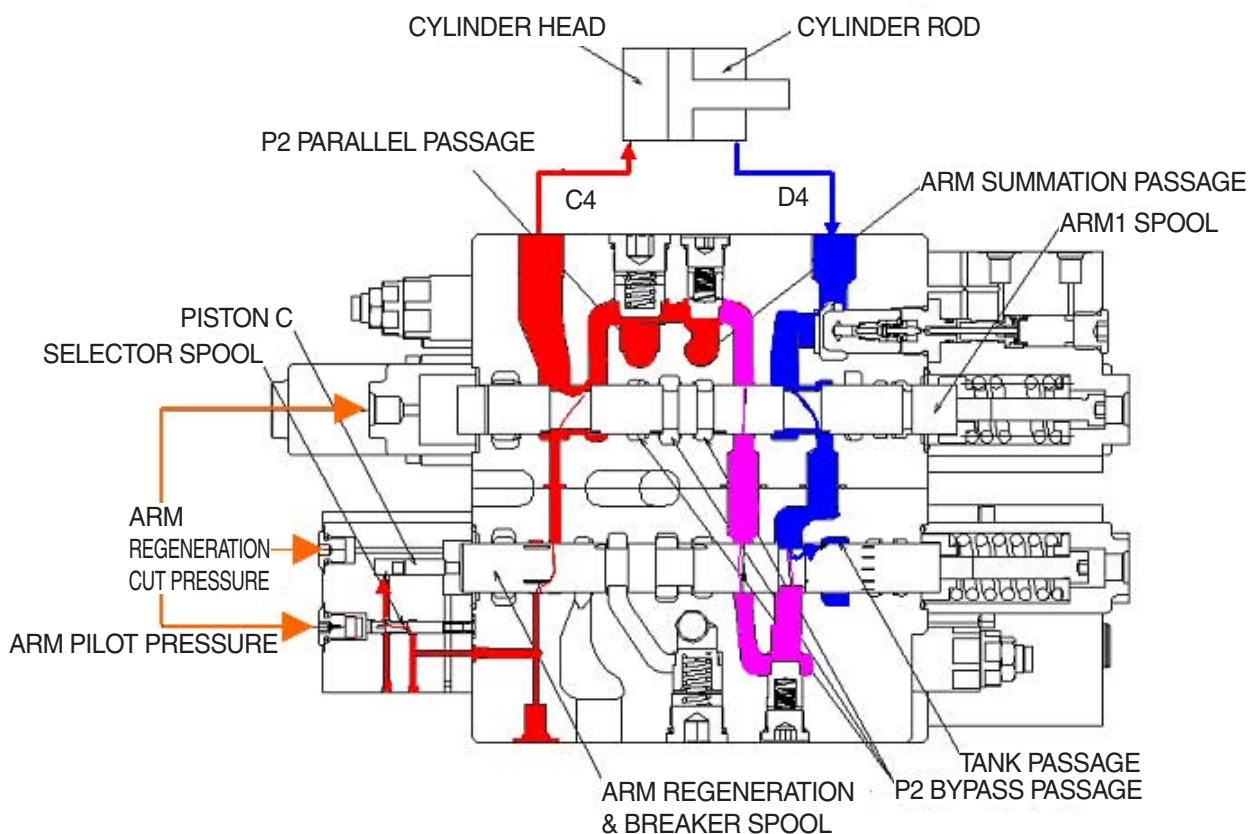 CYLINDER HEAD
CYLINDER ROD
P2 PARALLEL PASSAGE
ARM SUMMATION PASSAGE
C4
D4
ARM1 SPOOL
PISTON C
SELECTOR SPOOL
ARM
REGENERATION
CUT PRESSURE
ARM PILOT PRESSURE
TANK PASSAGE
P2 BYPASS PASSAGE
ARM REGENERATION
& BREAKER SPOOL